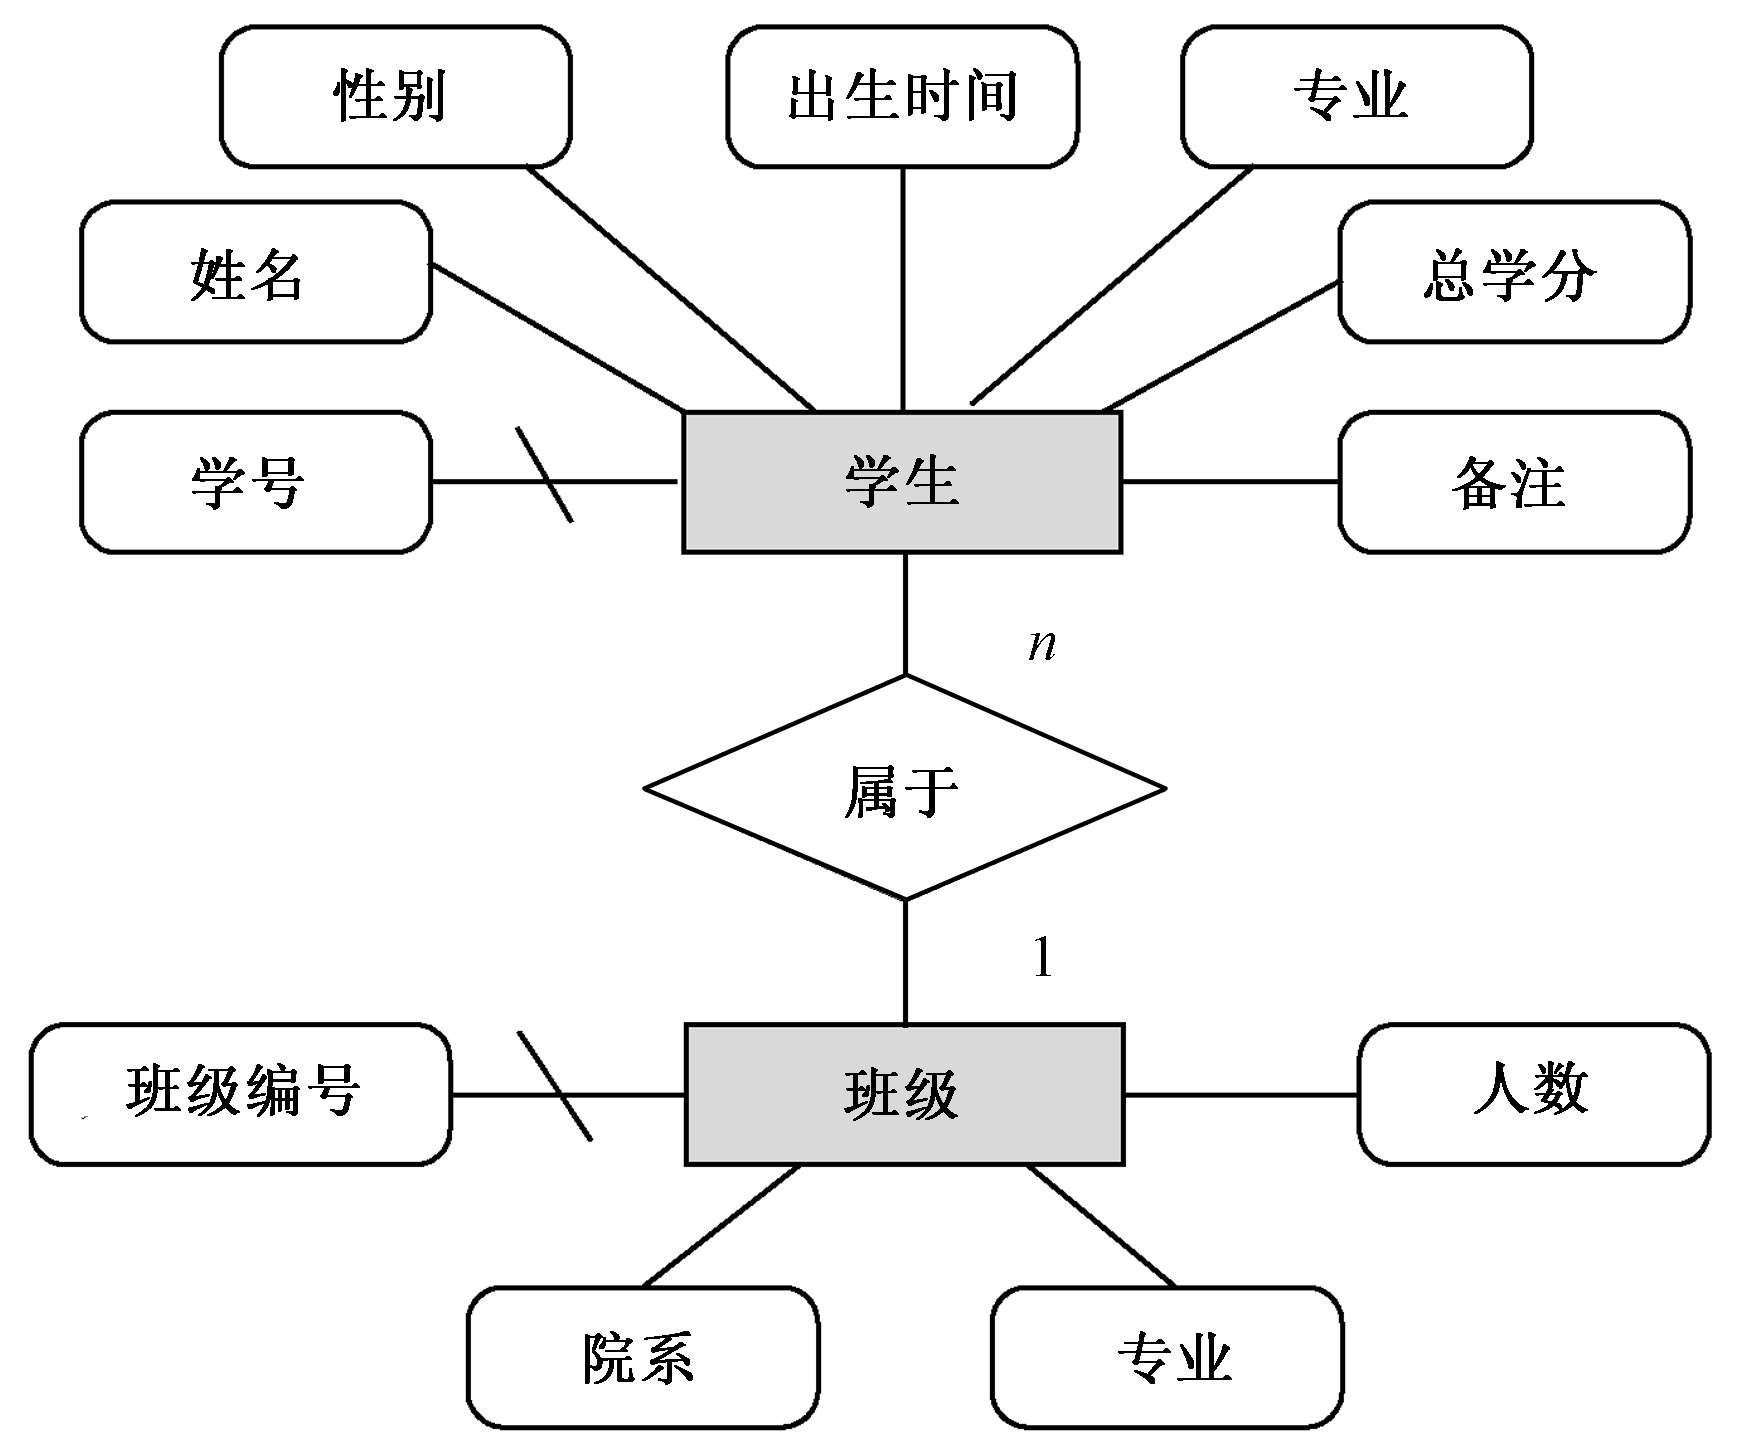 性别
出生时间
专业
姓名
总学分
学号
学生
备注
n
属于
1
班级编号
班级
人数
院系
专业